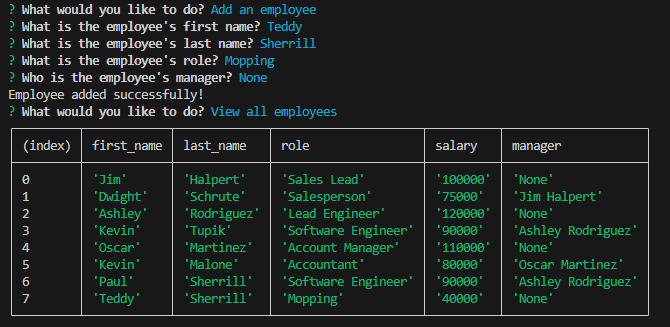 ? What would you like to do? Add an employee
? What is the employee's first name? Teddy
? What is the employee's last name? Sherrill
? What is the employee's role? Mopping
? Who is the employee's manager? None
Employee added successfully!
? What would you like to do? View all employees
(index) first_name last_name role salary manager
0 'Jim' 'Halpert' 'Sales Lead' '100000' 'None'
1 'Dwight' 'Schrute' 'Salesperson' '75000' 'Jim Halpert'
2 'Ashley' 'Rodriguez' 'Lead Engineer' '120000' 'None'
3 'Kevin' 'Tupik' 'Software Engineer' '90000' 'Ashley Rodriguez'
4 'Oscar' 'Martinez' 'Account Manager' '110000' 'None'
5 'Kevin' 'Malone' 'Accountant' '80000' 'Oscar Martinez'
6 'Paul' 'Sherrill' 'Software Engineer' '90000' 'Ashley Rodriguez'
7 'Teddy' 'Sherrill' 'Mopping' '40000' 'None'